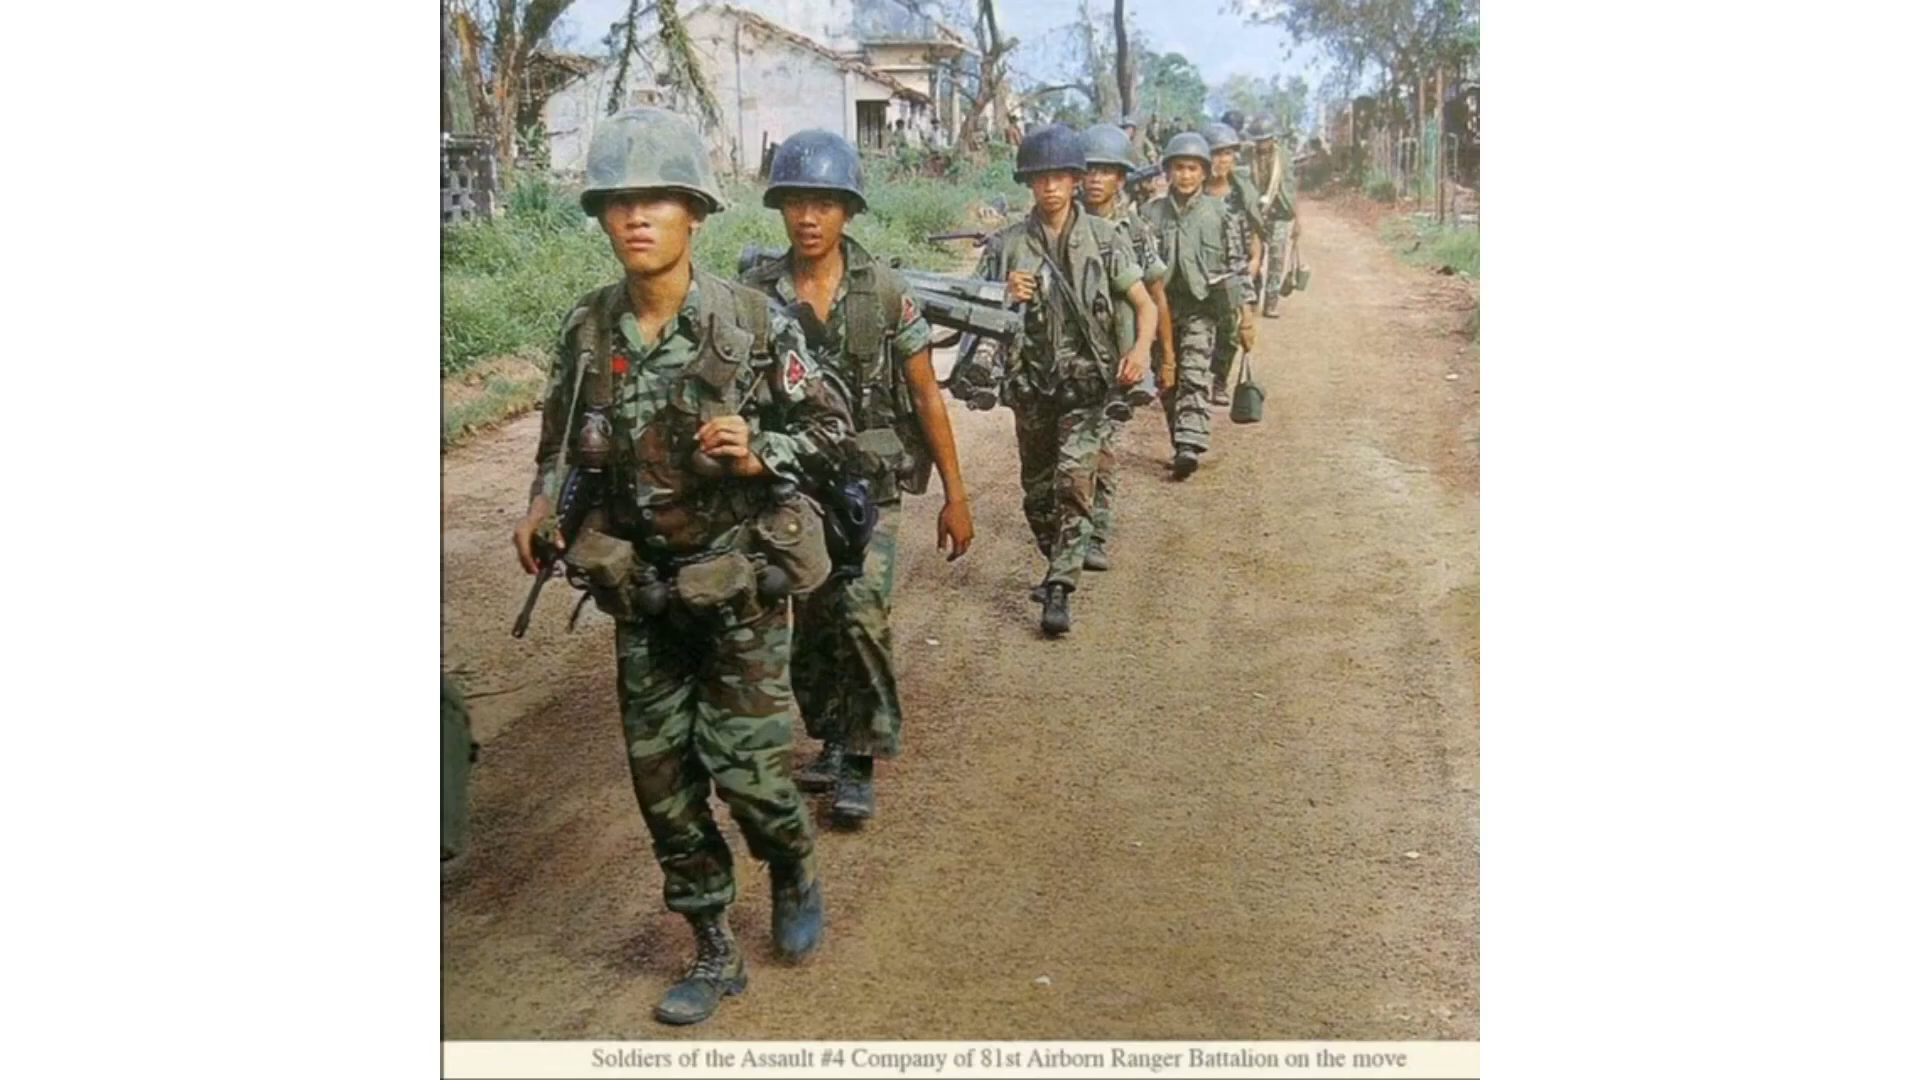 Soldiers of the Assault #4 Company of 81st Airborn Ranger Battalion on the move